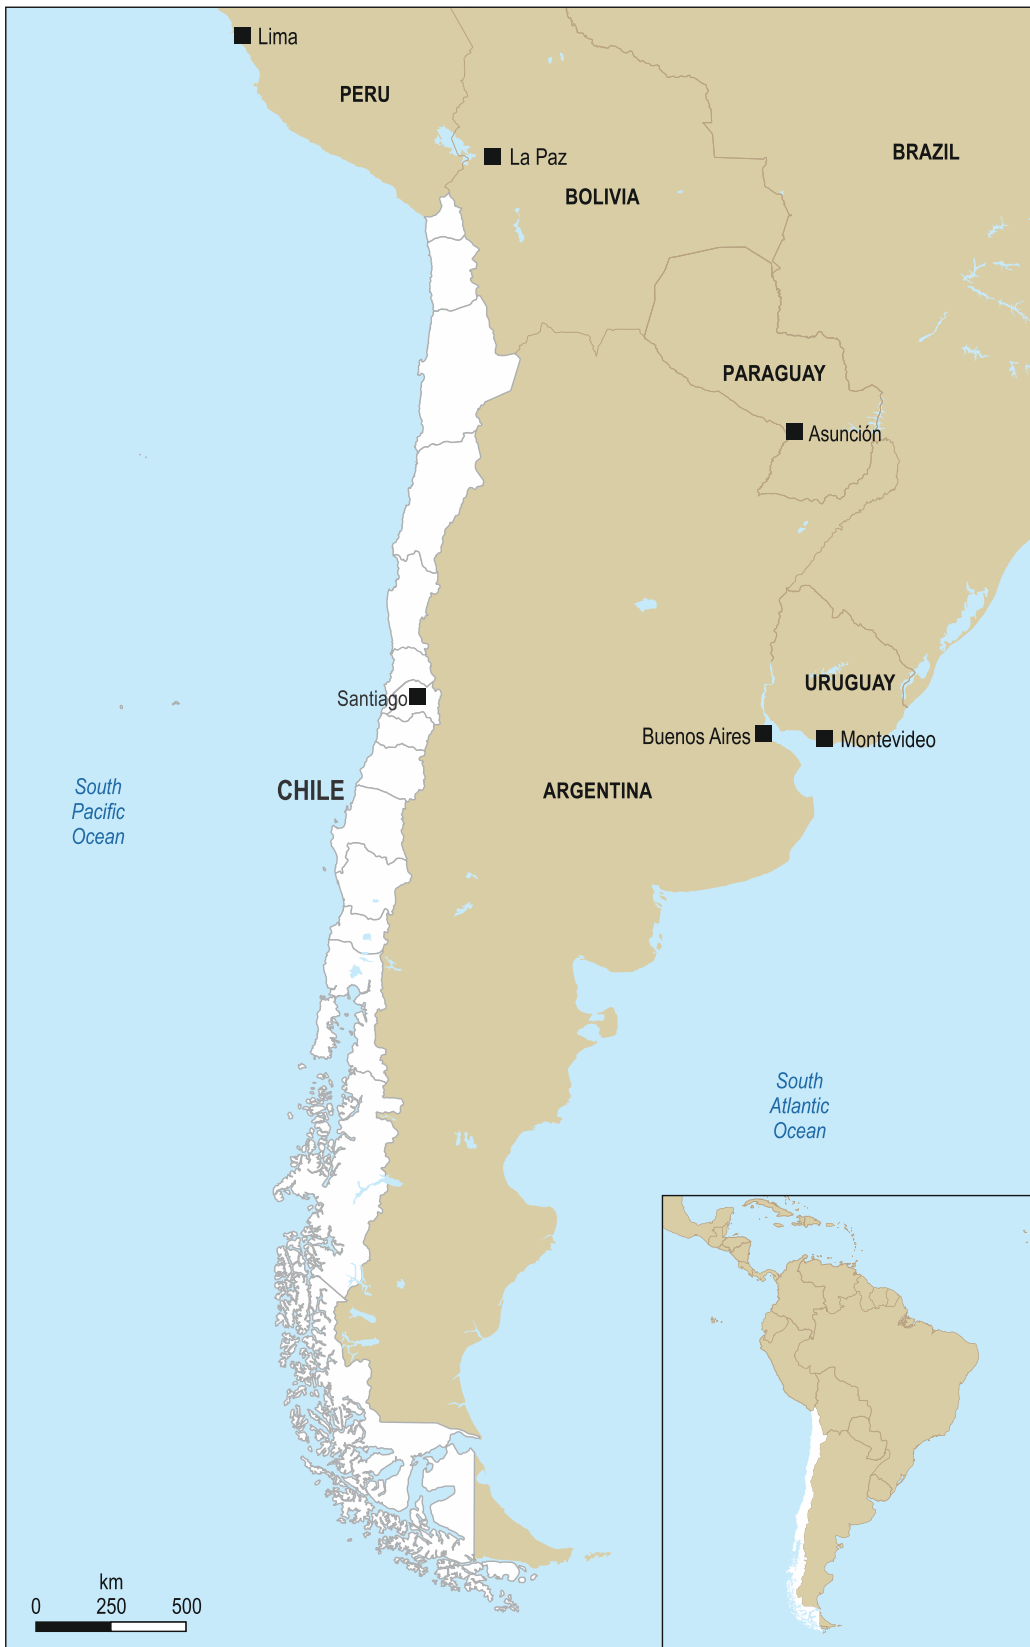 Lima
PERU
La Paz
BRAZIL
BOLIVIA
PARAGUAY
Asunción
URUGUAY
Santiago
Buenos Aires
Montevideo
CHILE
ARGENTINA
South
Pacific
Ocean
South
Atlantic
Ocean
km
0 250 500